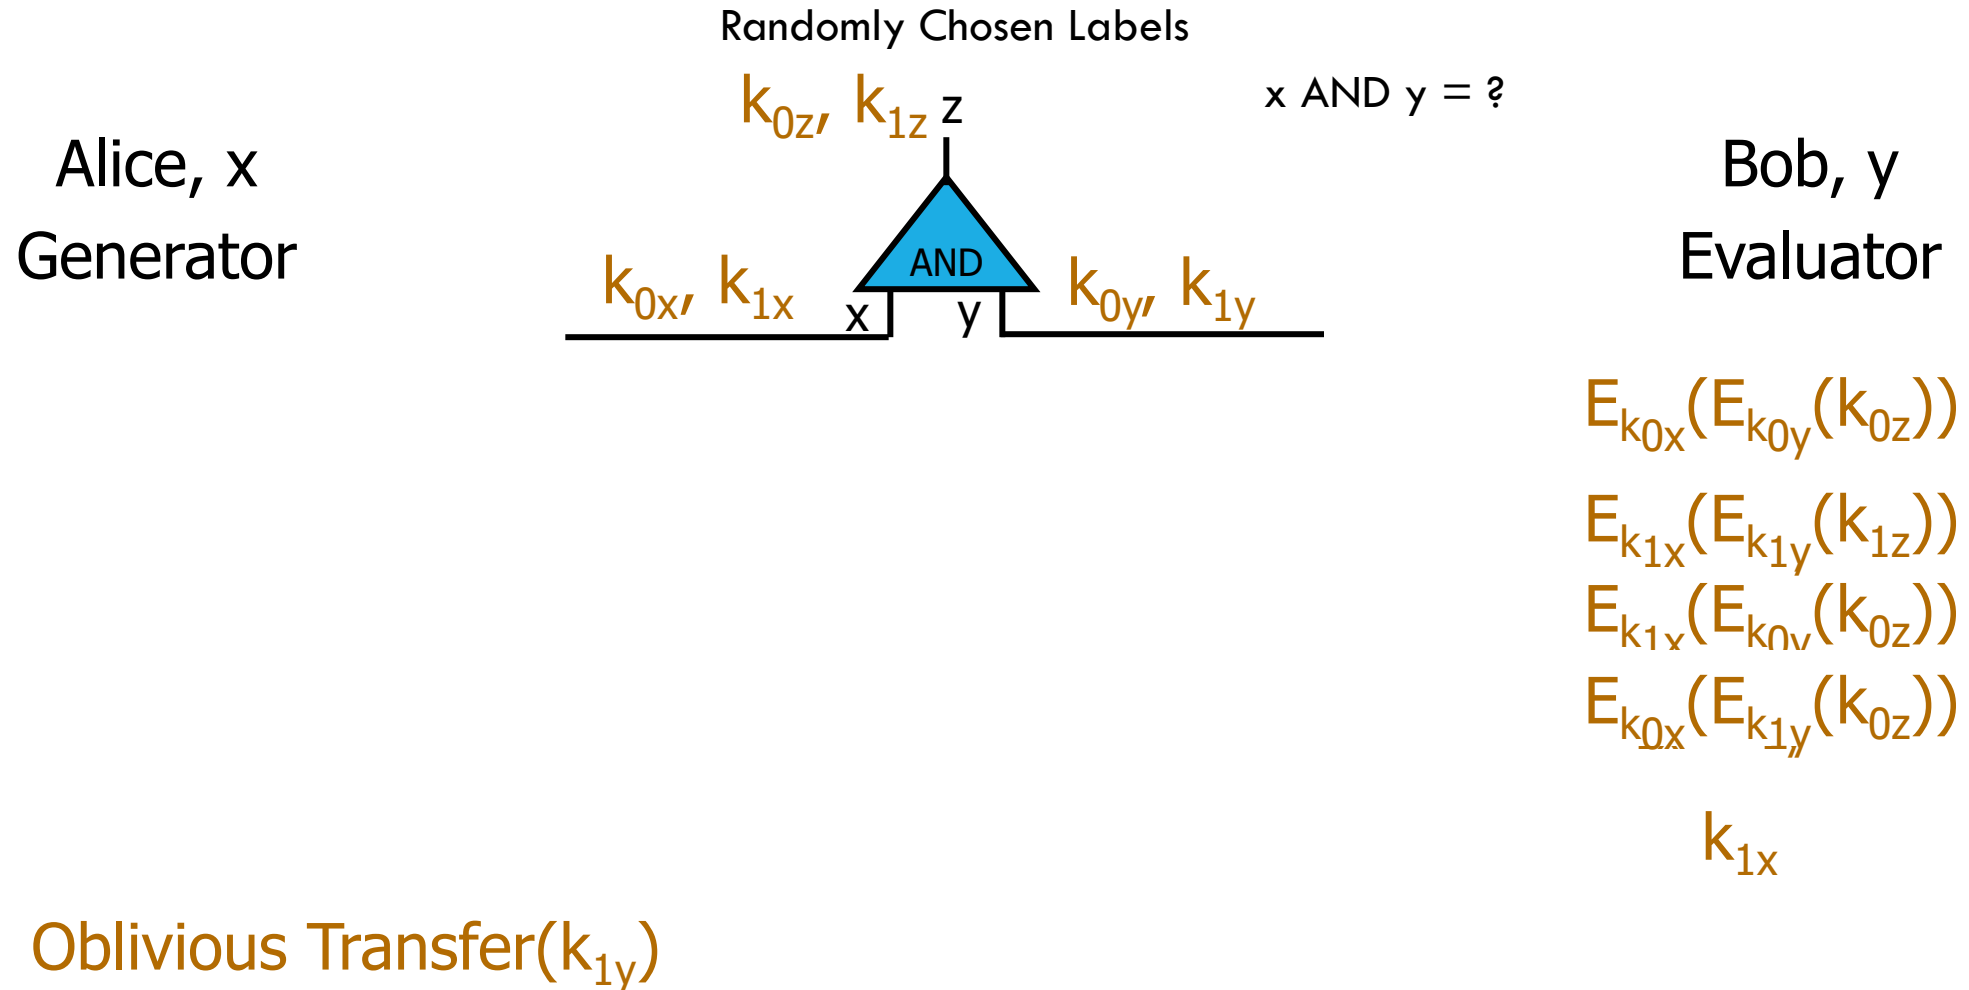 Randomly Chosen Labels
k0z, k1z z
x AND y = ?
Alice, x
Generator
Bob, y
Evaluator
AND
k0x, k1x
x
y
k0y, k1y
Ek0x(Ek0y(k0z))
Ek1x(Ek1y(k1z))
Ek1x(Ek0y(k0z))
Ek0x(Ek1y(k0z))
k1x
Oblivious Transfer(k1y)